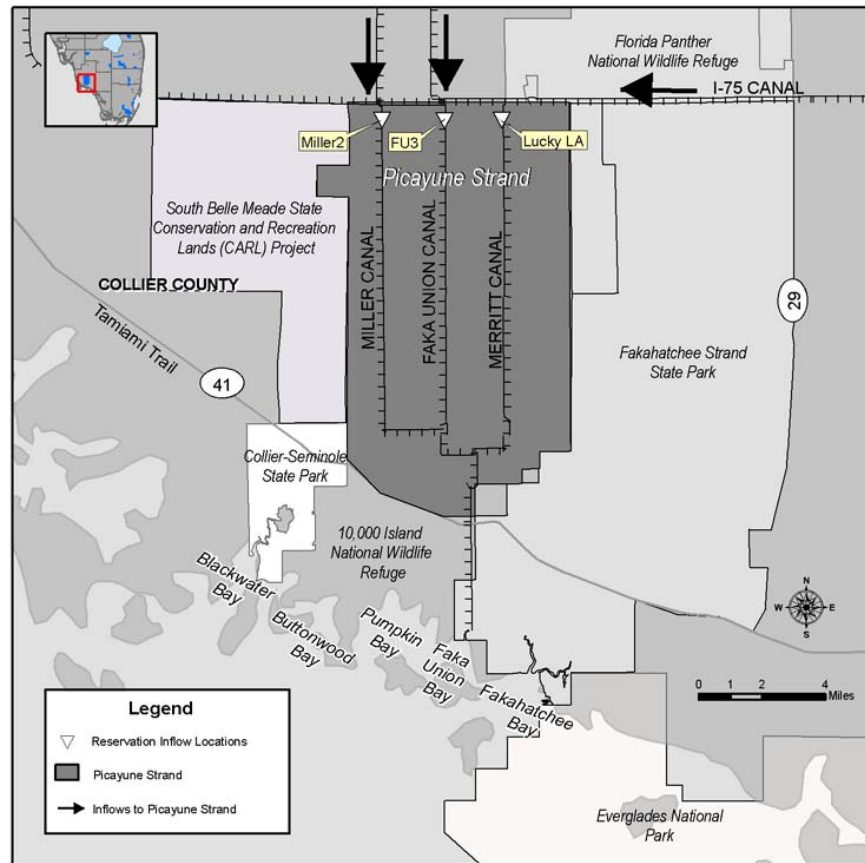 Florida Panther
National Wildlife Refuge
I-75 CANAL
Miller2
FU3
Lucky LA
Picayune Strand
South Belle Meade State
Conservation and Recreation
Lands (CARL) Project
COLLIER COUNTY
MILLER CANAL
FAKA UNION CANAL
MERRITT CANAL
29
Tamiami Trail
41
Fakahatchee Strand
State Park
Collier-Seminole
State Park
10,000 Island
National Wildlife
Refuge
Blackwater
Bay
Buttonwood
Bay
Pumpkin
Bay
Faka
Union
Bay
Fakahatchee
Bay
N
W
E
S
0 1 2 4
Miles
Legend
Reservation Inflow Locations
Picayune Strand
Inflows to Picayune Strand
Everglades National
Park